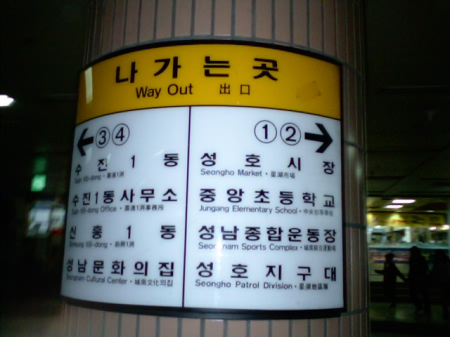 나가는곳
Way Out 出口
← ③④
수진 1 동
수진1동사무소
신흥 1 동
성남문화의집
Seongnam Cultural Center
①② →
성호시장
Seongho Market
중앙초등학교
Jungang Elementary School
성남종합운동장
Seongnam Sports Complex
성호지구대
Seongho Patrol Division